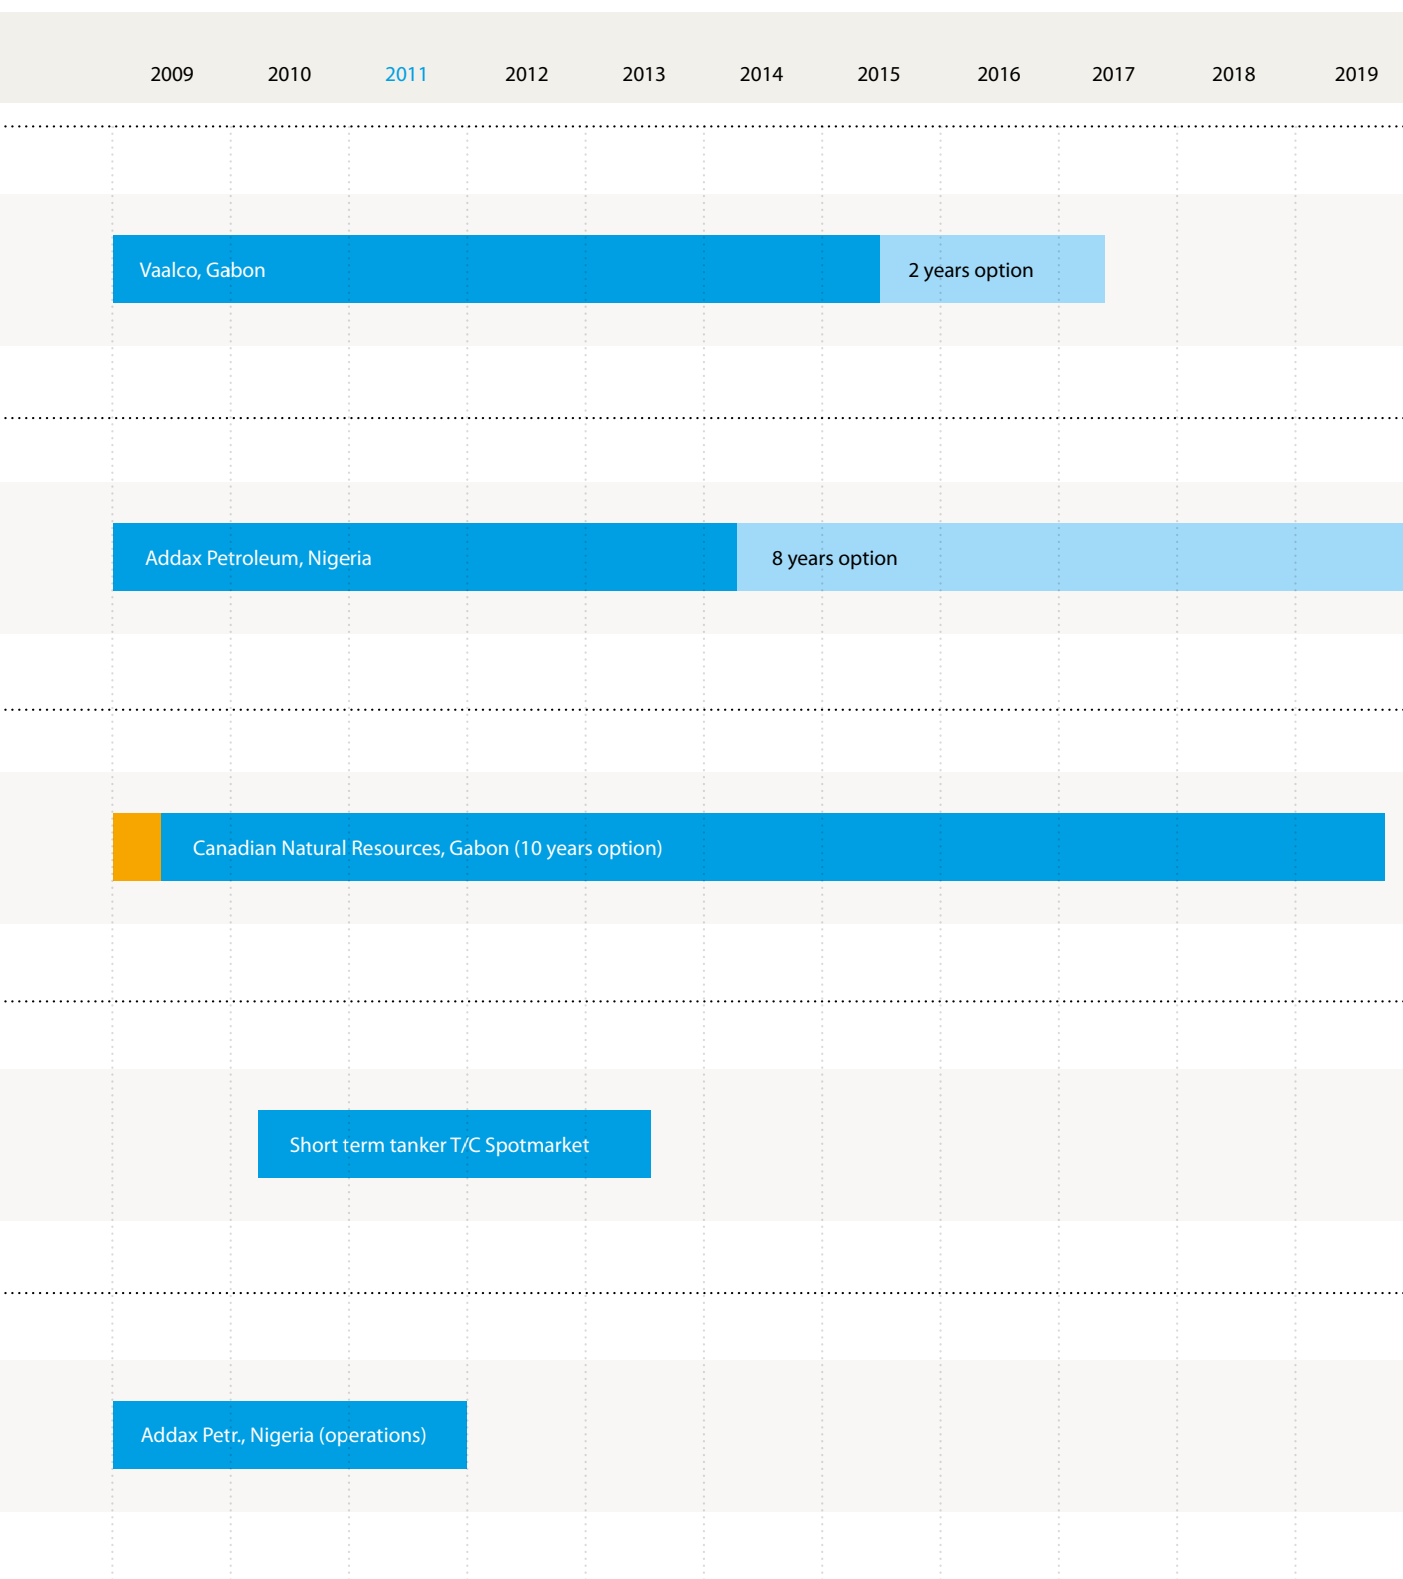 2009 2010 2011 2012 2013 2014 2015 2016 2017 2018 2019
Vaalco, Gabon 2 years option
Addax Petroleum, Nigeria 8 years option
Canadian Natural Resources, Gabon (10 years option)
Short term tanker T/C Spotmarket
Addax Petr., Nigeria (operations)